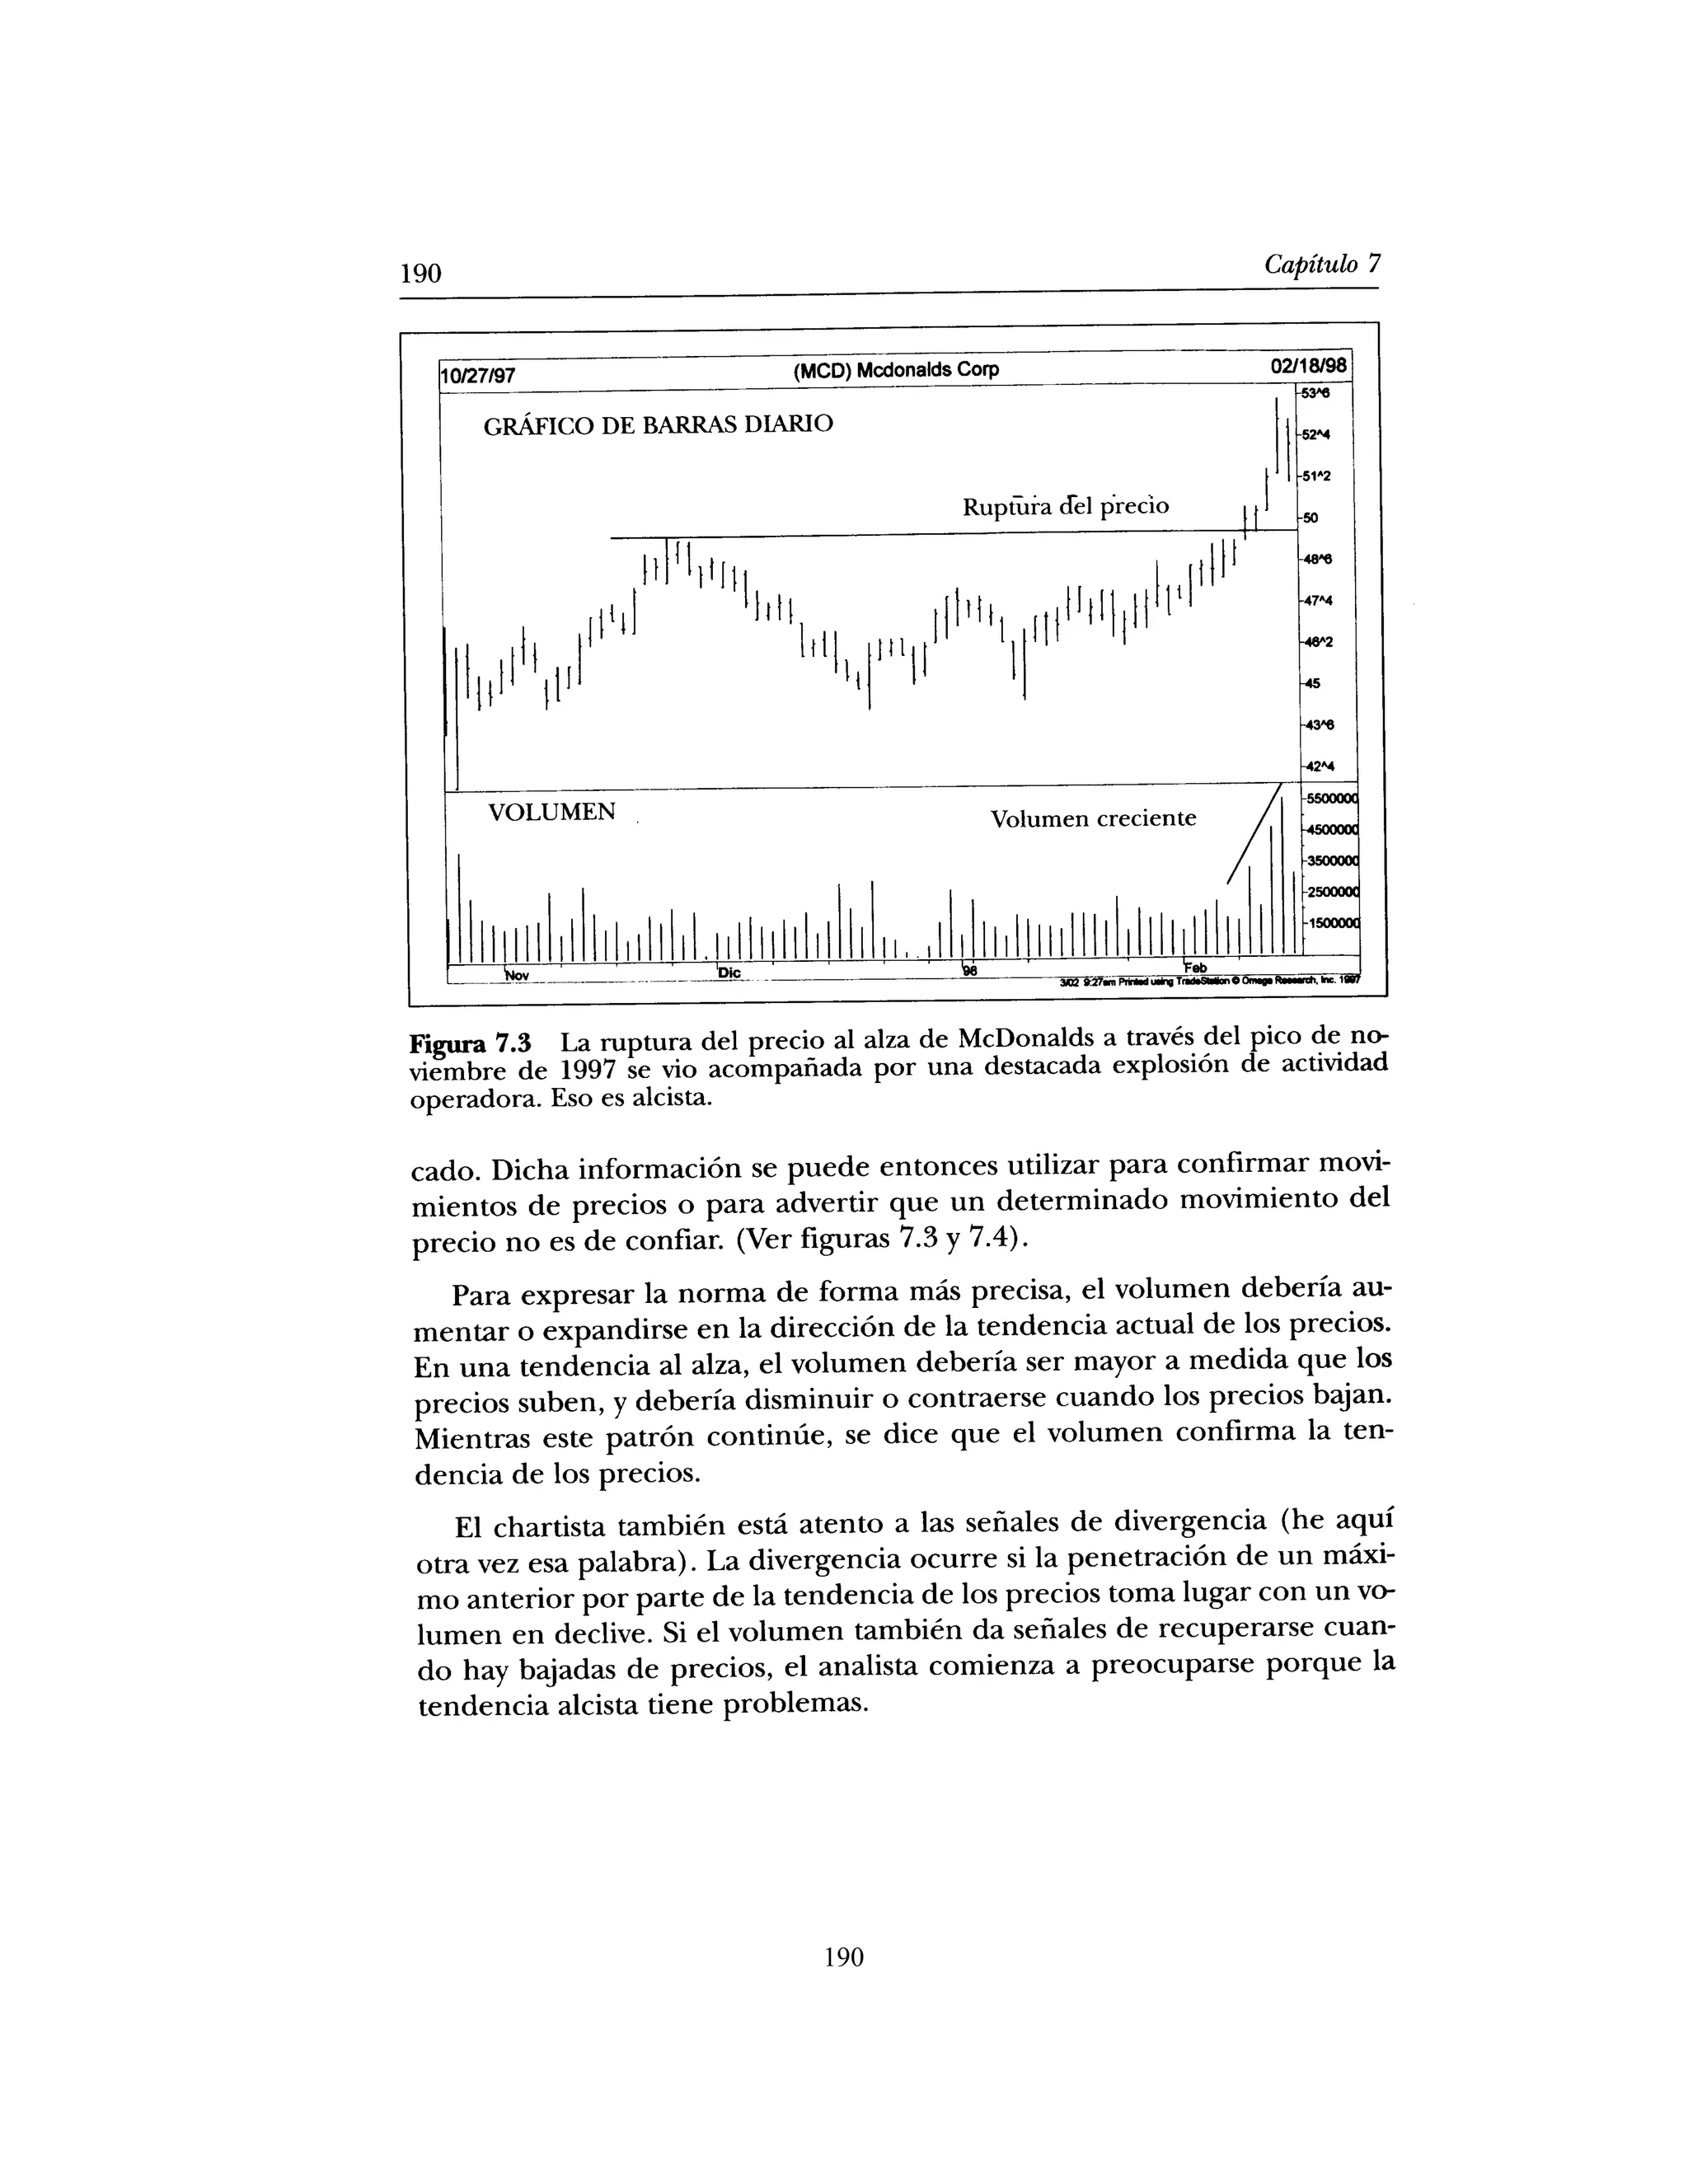 190
Capítulo 7
10/27/97
(MCD) Mcdonalds Corp
02/18/98
GRÁFICO DE BARRAS DIARIO
Ruptura del precio
53^6
52^4
51^2
50
48^6
47^4
46^2
45
43^6
42^4
VOLUMEN
Volumen creciente
5500000
4500000
3500000
2500000
1500000
Nov
Dic
98
Feb
3/02 9:27am Printed using TradeStation © Omega Research, Inc. 1997
Figura 7.3 La ruptura del precio al alza de McDonalds a través del pico de no-
viembre de 1997 se vio acompañada por una destacada explosión de actividad
operadora. Eso es alcista.
cado. Dicha información se puede entonces utilizar para confirmar movi-
mientos de precios o para advertir que un determinado movimiento del
precio no es de confiar. (Ver figuras 7.3 y 7.4).
Para expresar la norma de forma más precisa, el volumen debería au-
mentar o expandirse en la dirección de la tendencia actual de los precios.
En una tendencia al alza, el volumen debería ser mayor a medida que los
precios suben, y debería disminuir o contraerse cuando los precios bajan.
Mientras este patrón continúe, se dice que el volumen confirma la ten-
dencia de los precios.
El chartista también está atento a las señales de divergencia (he aquí
otra vez esa palabra). La divergencia ocurre si la penetración de un máxi-
mo anterior por parte de la tendencia de los precios toma lugar con un vo-
lumen en declive. Si el volumen también da señales de recuperarse cuan-
do hay bajadas de precios, el analista comienza a preocuparse porque la
tendencia alcista tiene problemas.
190